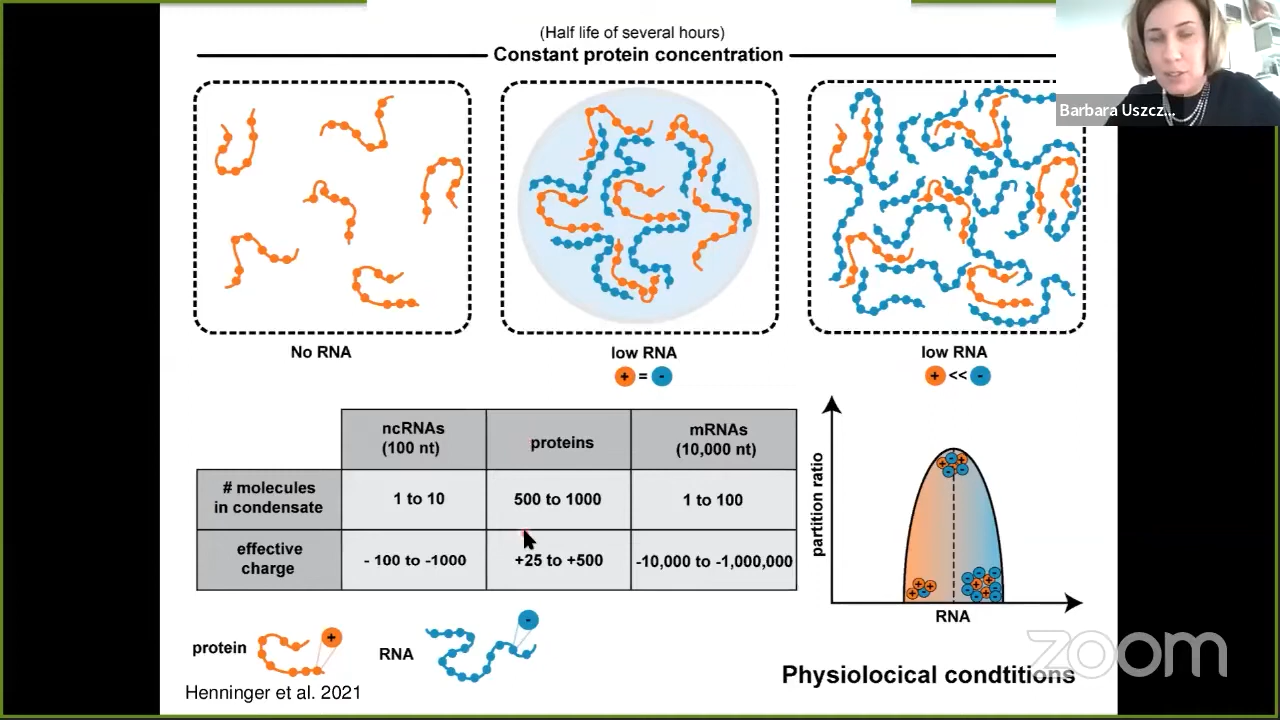 (Half life of several hours)
Constant protein concentration
Barbara Uszcz...
No RNA
low RNA
+ = -
low RNA
+ << -
ncRNAs
(100 nt)
proteins
mRNAs
(10,000 nt)
# molecules
in condensate
1 to 10
500 to 1000
1 to 100
effective
charge
- 100 to -1000
+25 to +500
-10,000 to -1,000,000
partition ratio
RNA
protein
+
RNA
-
Henninger et al. 2021
Physiolocical condtitions
zoom